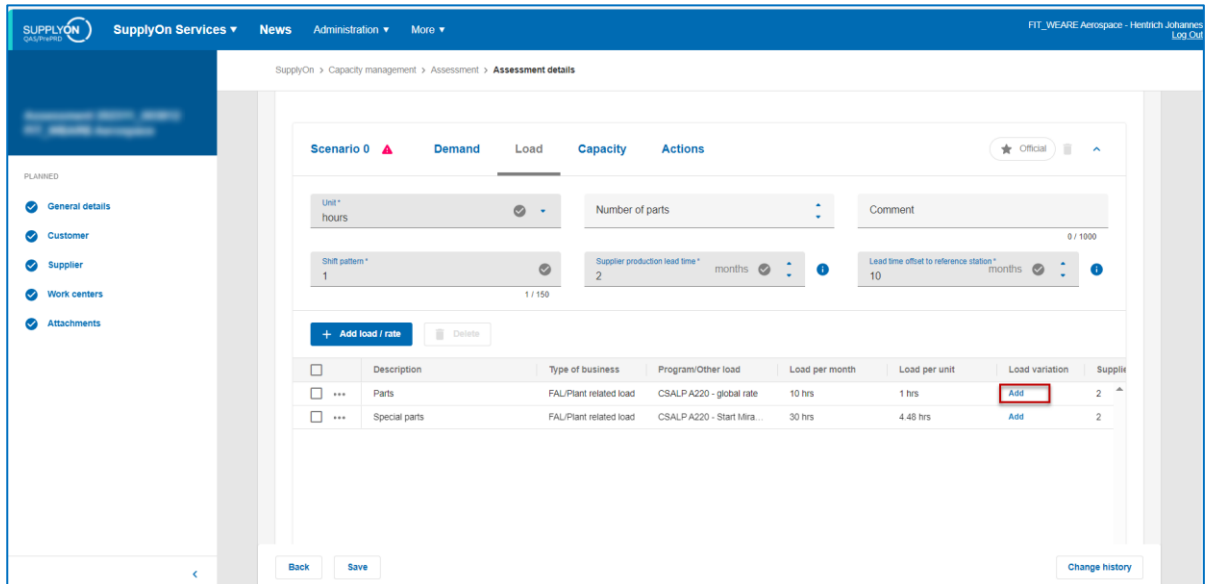 SUPPLYON
QAS/PrePRD
SupplyOn Services ▾ News Administration ▾ More ▾
FIT_WEARE Aerospace - Hentrich Johannes
Log Out
SupplyOn > Capacity management > Assessment > Assessment details
PLANNED
General details
Customer
Supplier
Work centers
Attachments
Scenario 0 Demand Load Capacity Actions Official
Unit*
hours
Number of parts
Comment
0 / 1000
Shift pattern*
1
1 / 150
Supplier production lead time*
2 months
Lead time offset to reference station*
10 months
+ Add load / rate Delete
Description Type of business Program/Other load Load per month Load per unit Load variation Supplie
Parts FAL/Plant related load CSALP A220 - global rate 10 hrs 1 hrs Add 2
Special parts FAL/Plant related load CSALP A220 - Start Mira... 30 hrs 4.48 hrs Add 2
Back Save Change history